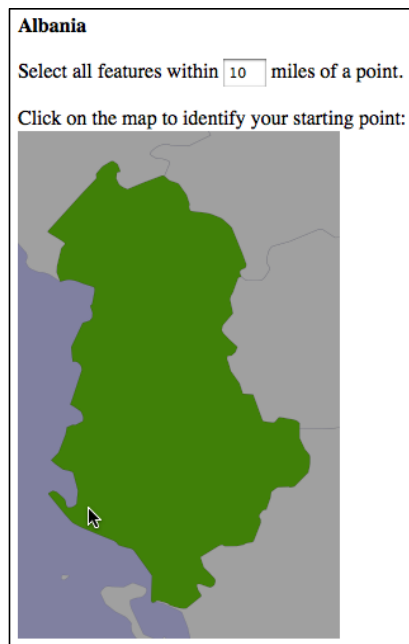 Albania
Select all features within 10 miles of a point.
Click on the map to identify your starting point: